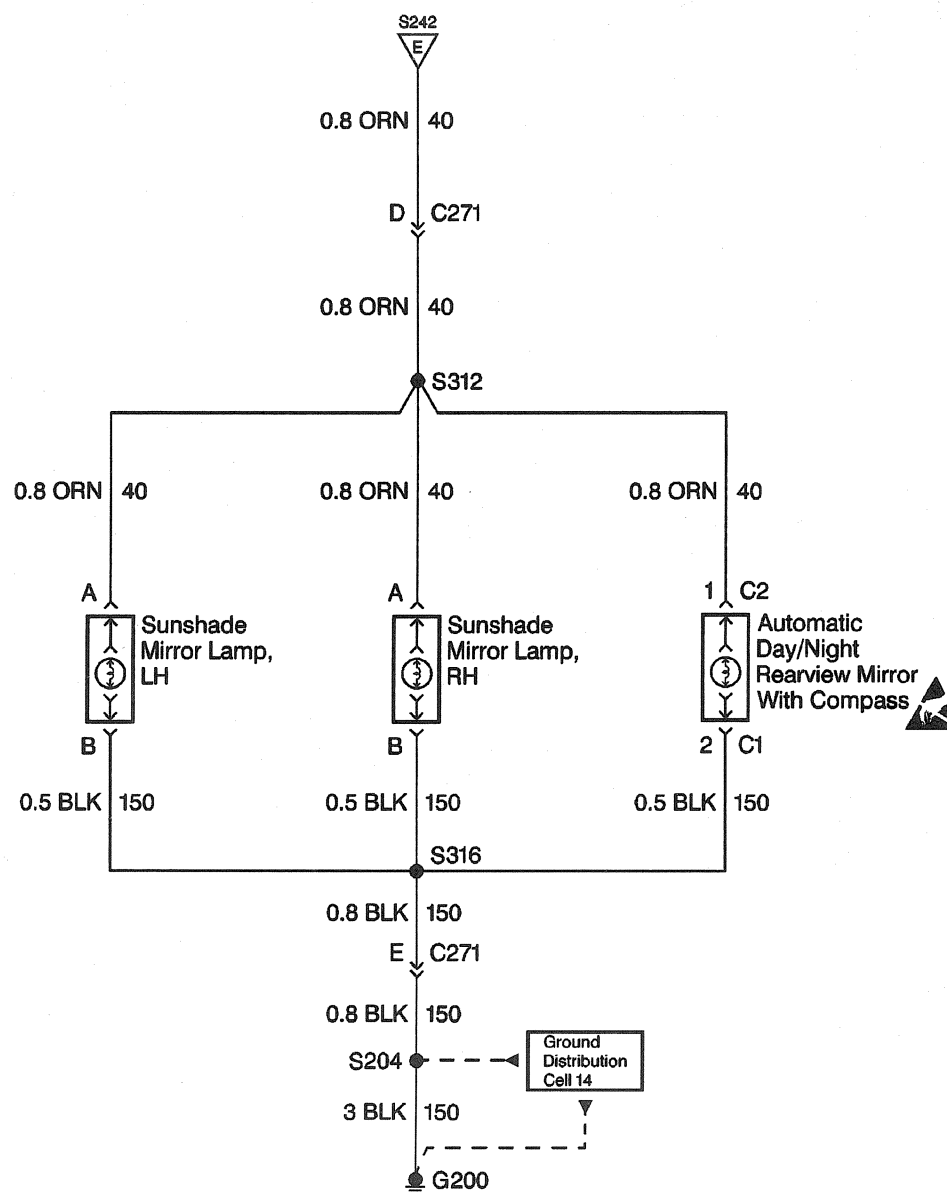 S242
E
0.8 ORN 40
D C271
0.8 ORN 40
S312
0.8 ORN 40
0.8 ORN 40
0.8 ORN 40
A
A
1 C2
Sunshade
Mirror Lamp,
LH
Sunshade
Mirror Lamp,
RH
Automatic
Day/Night
Rearview Mirror
With Compass
B
B
2 C1
0.5 BLK 150
0.5 BLK 150
0.5 BLK 150
S316
0.8 BLK 150
E C271
0.8 BLK 150
S204
Ground
Distribution
Cell 14
3 BLK 150
G200